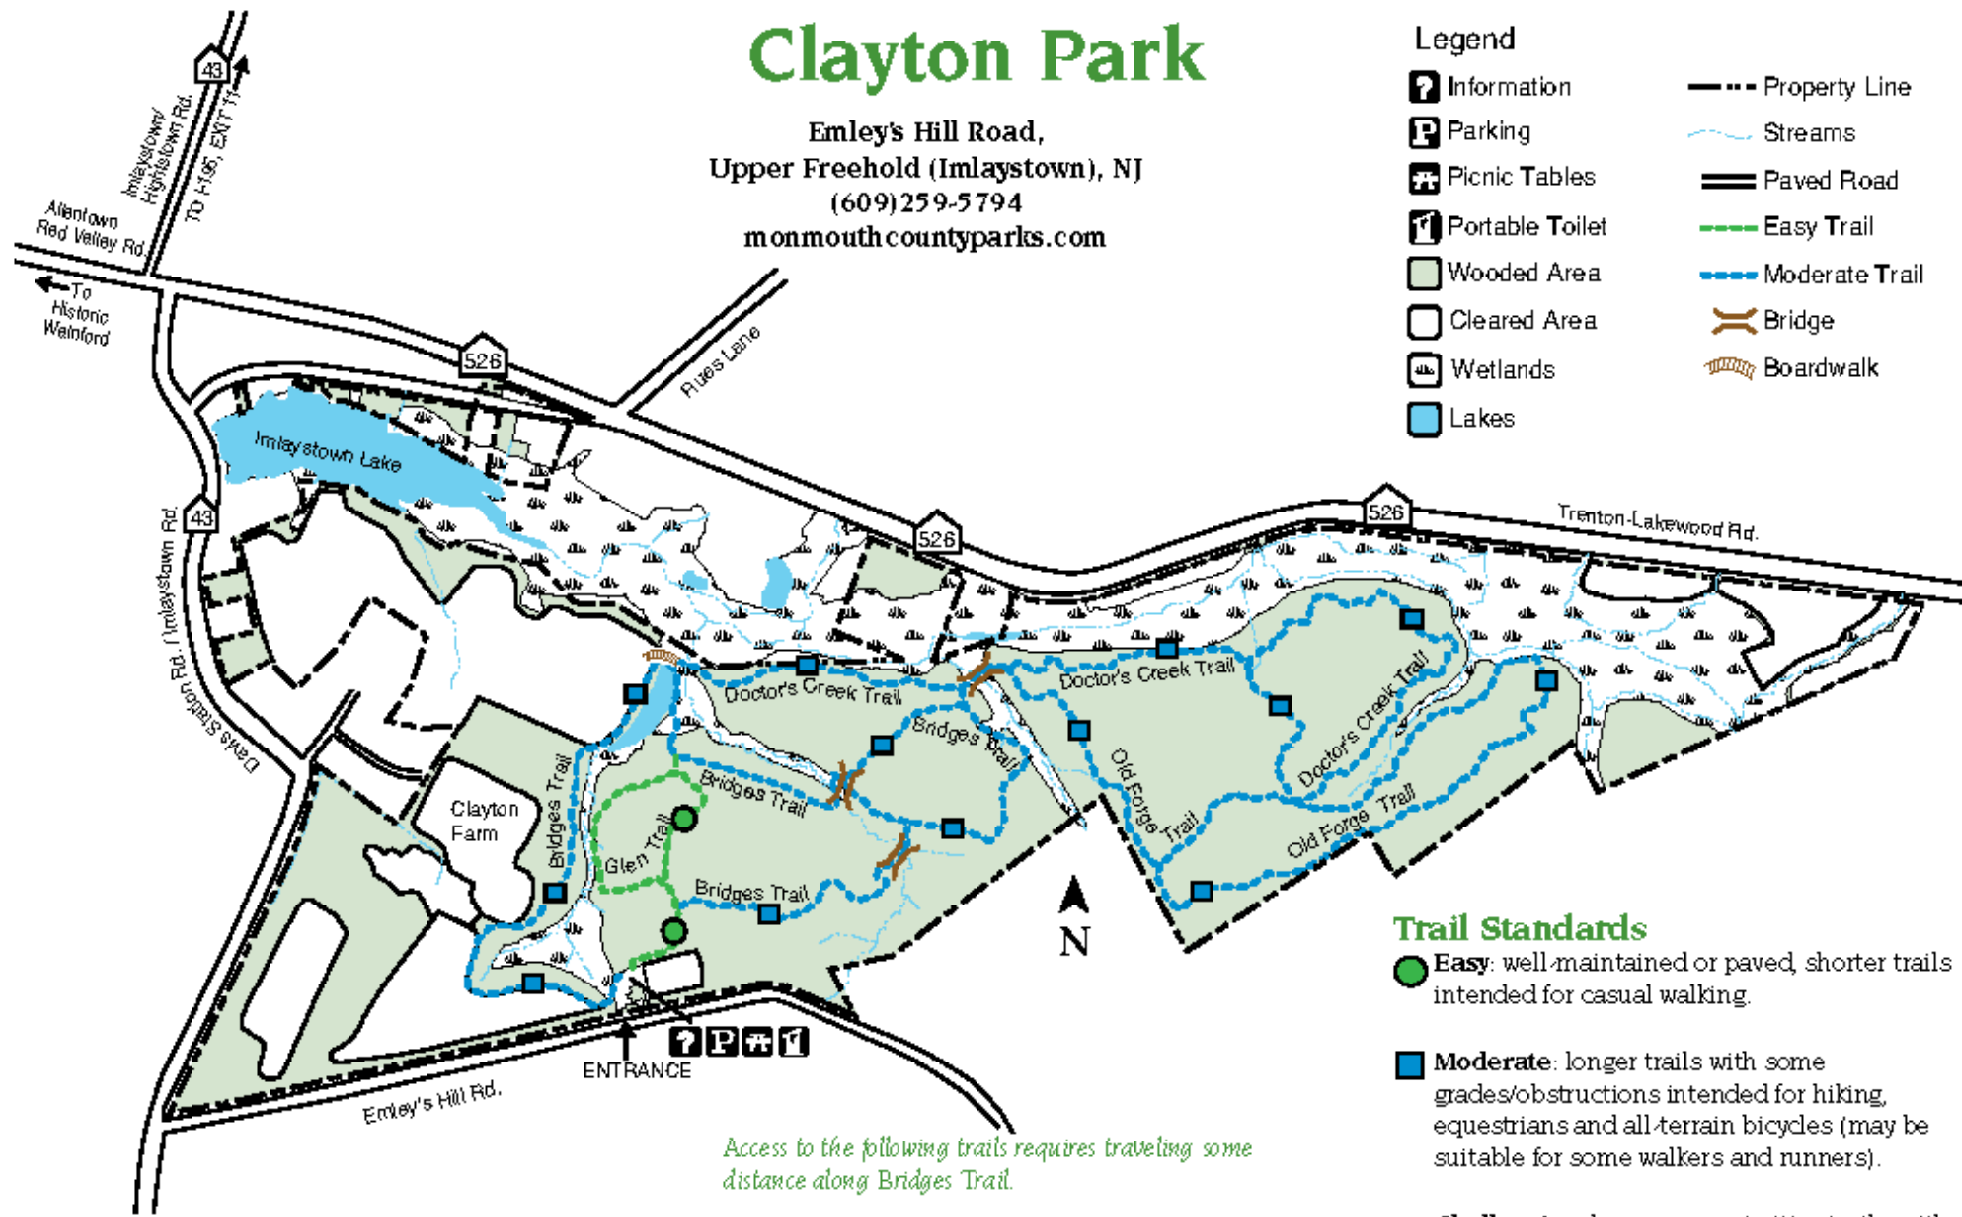 Clayton Park
Emley's Hill Road,
Upper Freehold (Imlaystown), NJ
(609)259-5794
monmouthcountyparks.com
Legend
Information
Parking
Picnic Tables
Portable Toilet
Wooded Area
Cleared Area
Wetlands
Lakes
Property Line
Streams
Paved Road
Easy Trail
Moderate Trail
Bridge
Boardwalk
43
Imlaystown/
Hightstown Rd.
TO I-195, EXIT 11
Allentown
Red Valley Rd.
To
Historic
Walnford
526
Rues Lane
Imlaystown Lake
43
526
526
Trenton-Lakewood Rd.
Davis Station Rd. / Imlaystown Rd.
Doctor's Creek Trail
Doctor's Creek Trail
Doctor's Creek Trail
Bridges Trail
Bridges Trail
Bridges Trail
Bridges Trail
Old Forge
Trail
Old Forge
Trail
Clayton
Farm
Glen Trail
N
ENTRANCE
Emley's Hill Rd.
Access to the following trails requires traveling some
distance along Bridges Trail.
Trail Standards
Easy: well-maintained or paved, shorter trails
intended for casual walking.
Moderate: longer trails with some
grades/obstructions intended for hiking,
equestrians and all-terrain bicycles (may be
suitable for some walkers and runners).